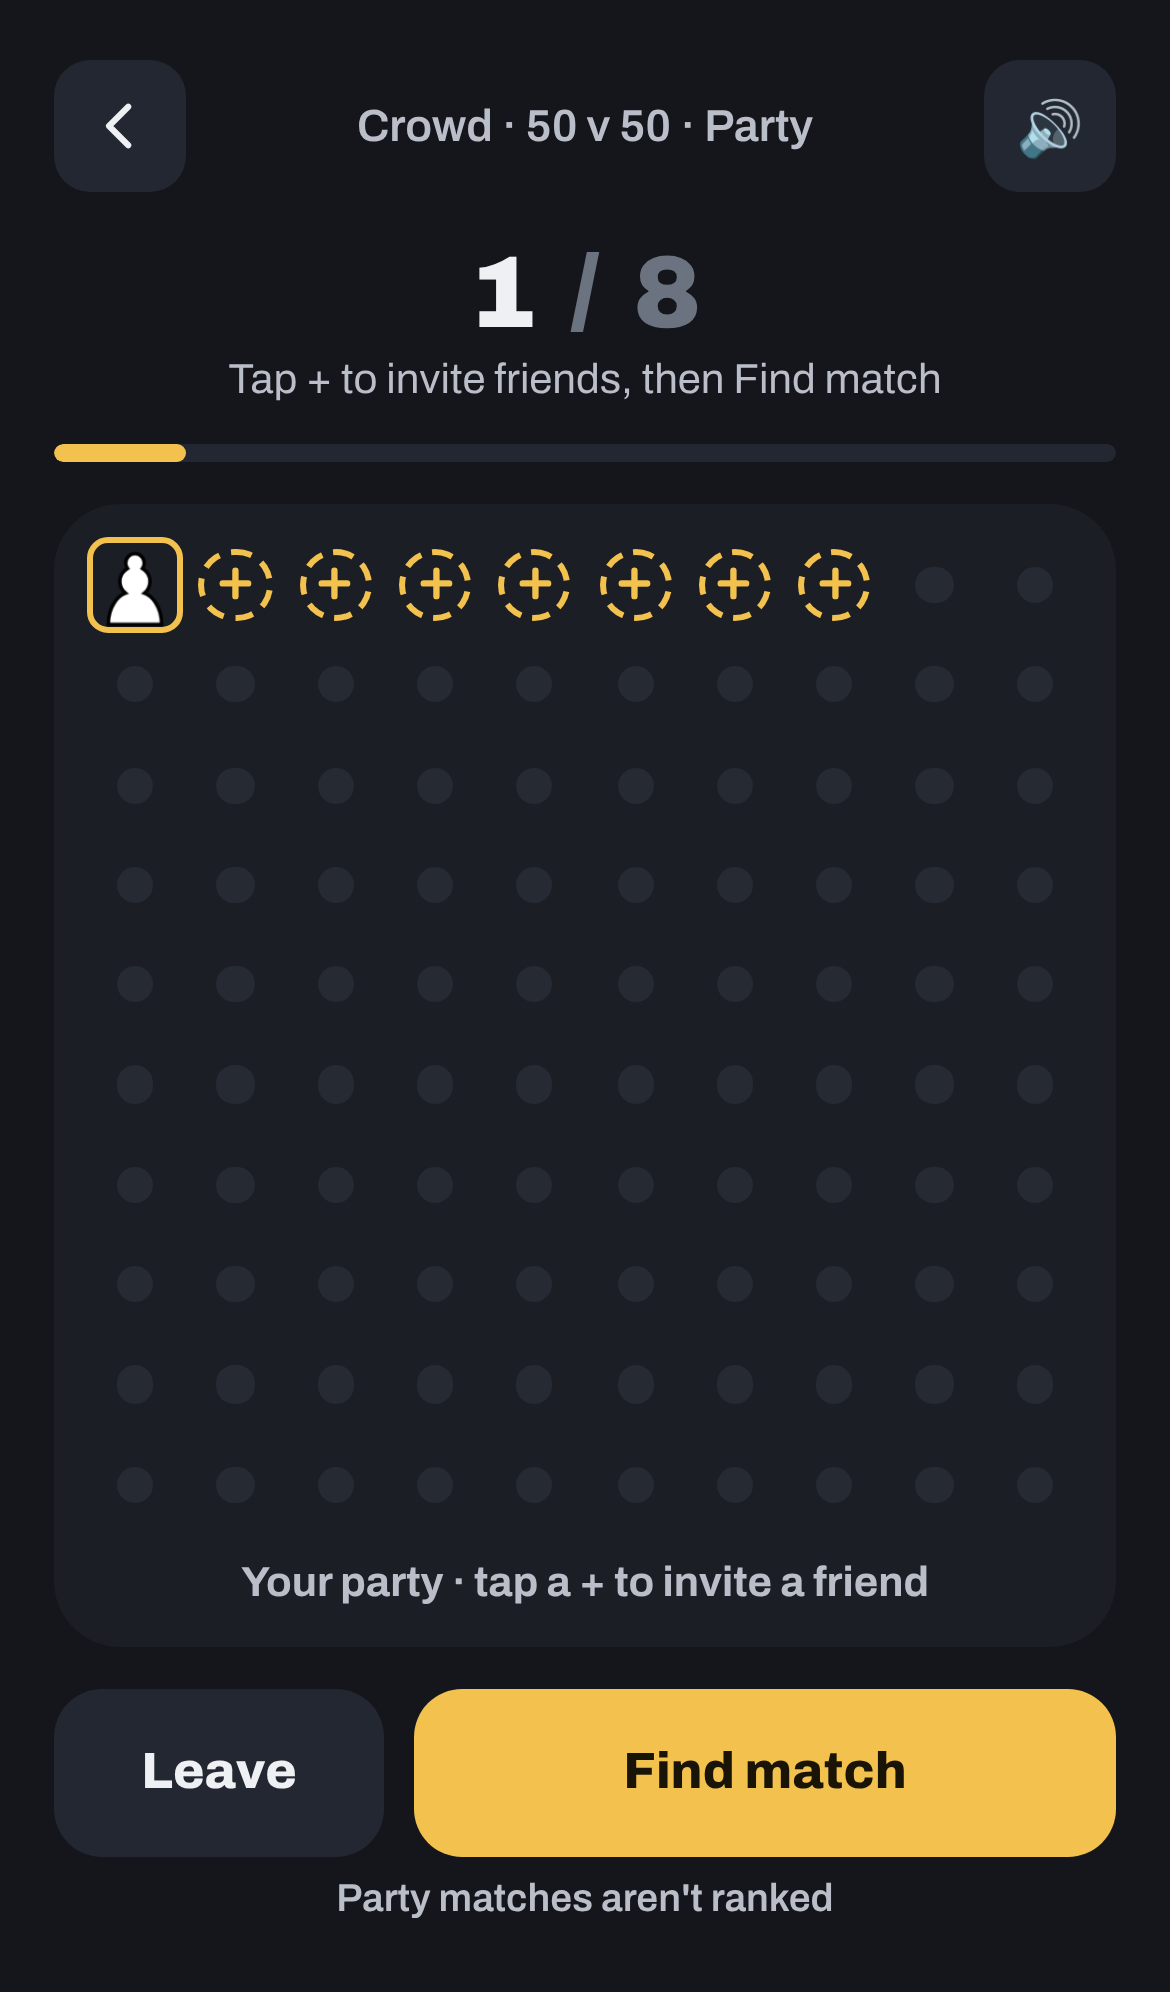 Crowd · 50 v 50 · Party
1 / 8
Tap + to invite friends, then Find match
Your party · tap a + to invite a friend
Leave
Find match
Party matches aren't ranked